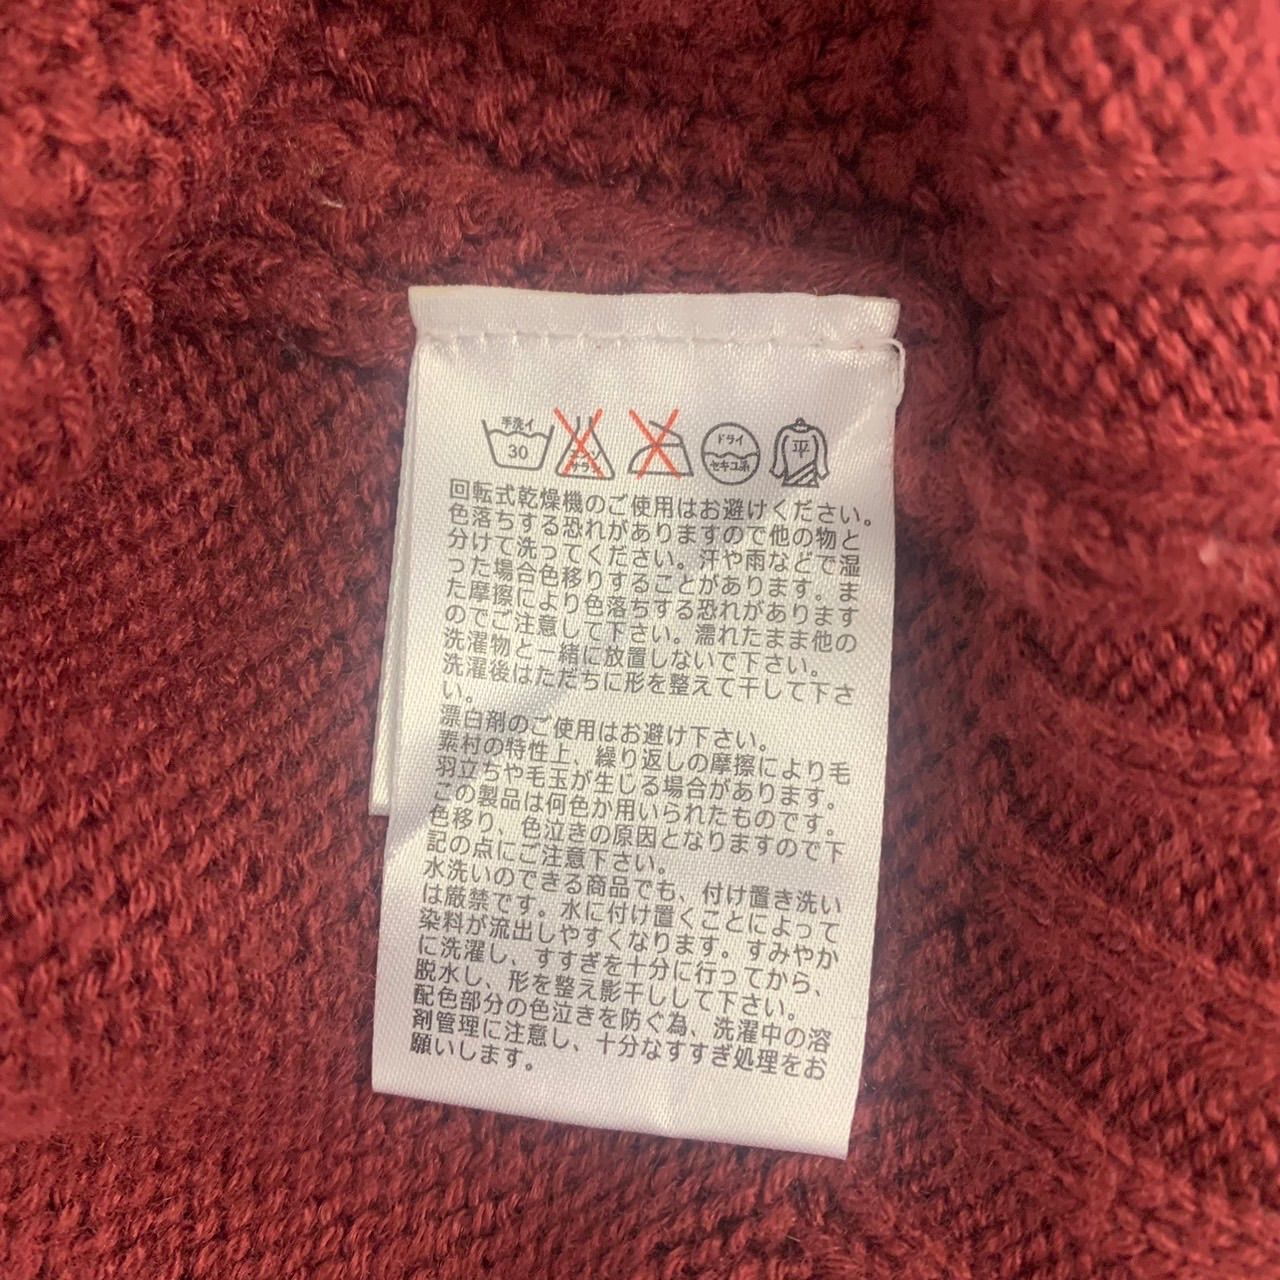 手洗イ 30 エンソ サラシ ドライ セキユ系 平
回転式乾燥機のご使用はお避けください。
色落ちする恐れがありますので他の物と
分けて洗ってください。汗や雨などで湿
った場合色移りすることがあります。ま
た摩擦により色落ちする恐れがあります
のでご注意して下さい。濡れたまま他の
洗濯物と一緒に放置しないで下さい。
洗濯後はただちに形を整えて干して下さ
い。
漂白剤のご使用はお避け下さい。
素村の特性上、繰り返しの摩擦により毛
羽立ちや毛玉が生じる場合があります。
この製品は何色か用いられたものです。
色移り、色泣きの原因となりますので下
記の点にご注意下さい。
水洗いのできる商品でも、付け置き洗い
は厳禁です。水に付け置くことによって
染料が流出しやすくなります。すみやか
に洗濯し、すすぎを十分に行ってから、
脱水し、形を整え影干しして下さい。
配色部分の色泣きを防ぐ為、洗濯中の溶
剤管理に注意し、十分なすすぎ処理をお
願いします。